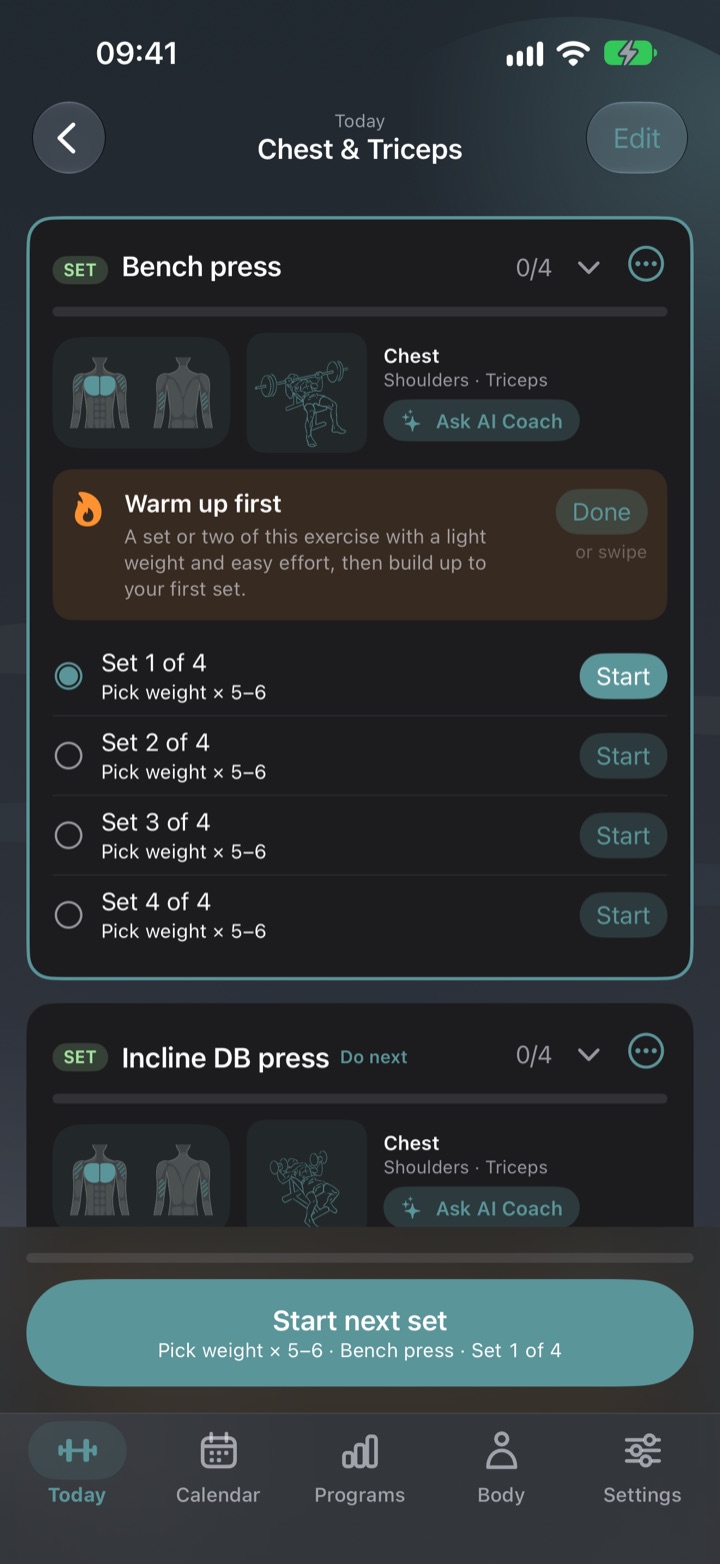 09:41
Today
Chest & Triceps
Edit
SET Bench press 0/4
Chest
Shoulders · Triceps
Ask AI Coach
Warm up first
Done
A set or two of this exercise with a light
weight and easy effort, then build up to
your first set.
or swipe
Set 1 of 4
Pick weight × 5–6
Start
Set 2 of 4
Pick weight × 5–6
Start
Set 3 of 4
Pick weight × 5–6
Start
Set 4 of 4
Pick weight × 5–6
Start
SET Incline DB press Do next 0/4
Chest
Shoulders · Triceps
Ask AI Coach
Start next set
Pick weight × 5–6 · Bench press · Set 1 of 4
Today Calendar Programs Body Settings